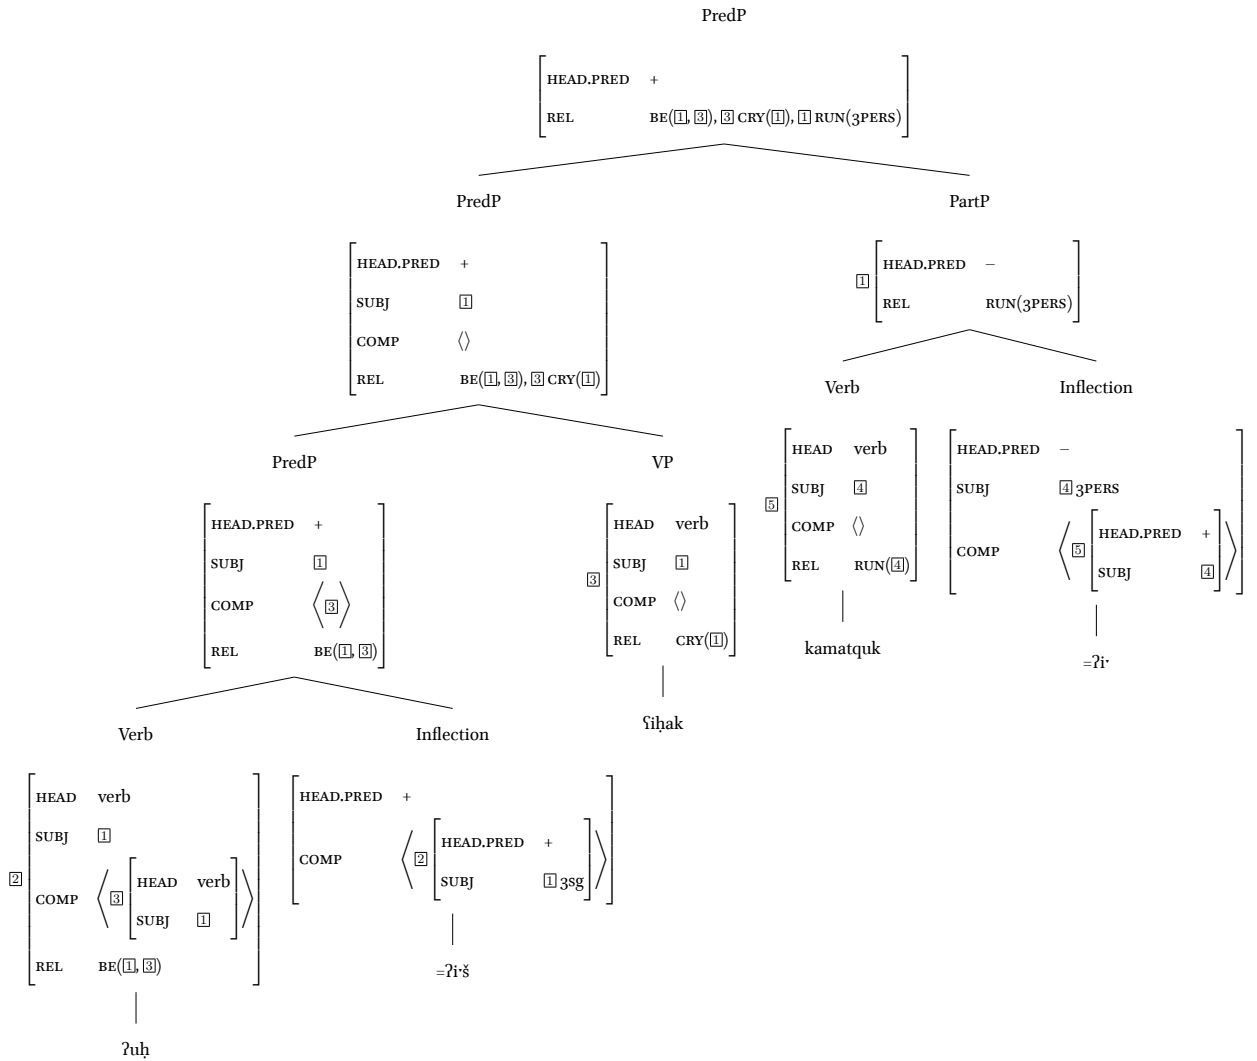 PredP
HEAD.PRED +
REL BE(1, 3), 3 CRY(1), 1 RUN(3PERS)
PredP PartP
HEAD.PRED +
SUBJ 1
COMP ⟨⟩
REL BE(1, 3), 3 CRY(1)
1 HEAD.PRED –
REL RUN(3PERS)
PredP VP
HEAD.PRED +
SUBJ 1
COMP ⟨3⟩
REL BE(1, 3)
3 HEAD verb
SUBJ 1
COMP ⟨⟩
REL CRY(1)
ʕiḥak
Verb Inflection
5 HEAD verb
SUBJ 4
COMP ⟨⟩
REL RUN(4)
kamatquk
HEAD.PRED –
SUBJ 4 3PERS
COMP ⟨5 HEAD.PRED +
SUBJ 4⟩
=ʔi·
Verb Inflection
2 HEAD verb
SUBJ 1
COMP ⟨3 HEAD verb
SUBJ 1⟩
REL BE(1, 3)
ʔuḥ
HEAD.PRED +
COMP ⟨2 HEAD.PRED +
SUBJ 1 3sg⟩
=ʔi·š